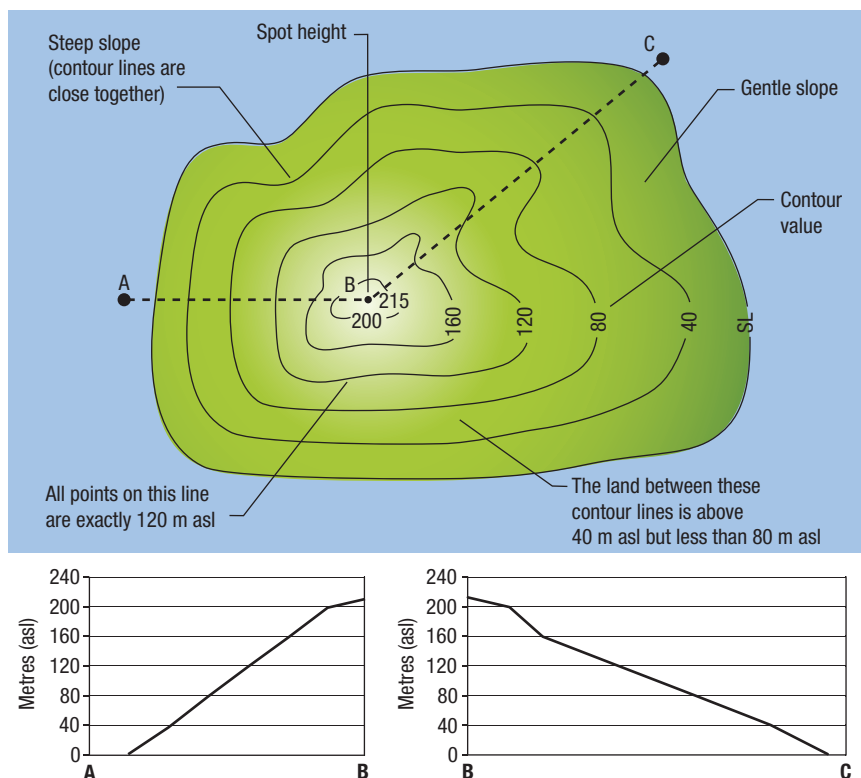 Steep slope
(contour lines are
close together)
Spot height
C
Gentle slope
Contour
value
A
B
215
200
160
120
80
40
SL
All points on this line
are exactly 120 m asl
The land between these
contour lines is above
40 m asl but less than 80 m asl
Metres (asl)
240
200
160
120
80
40
0
A
B
Metres (asl)
240
200
160
120
80
40
0
B
C